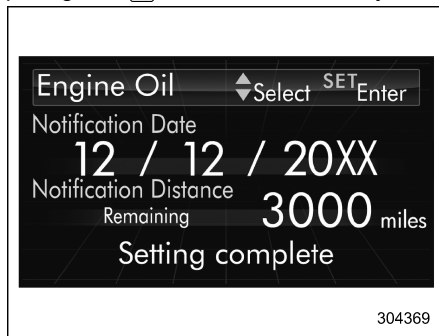 Engine Oil Select SET Enter
Notification Date
12 / 12 / 20XX
Notification Distance
Remaining 3000 miles
Setting complete
304369